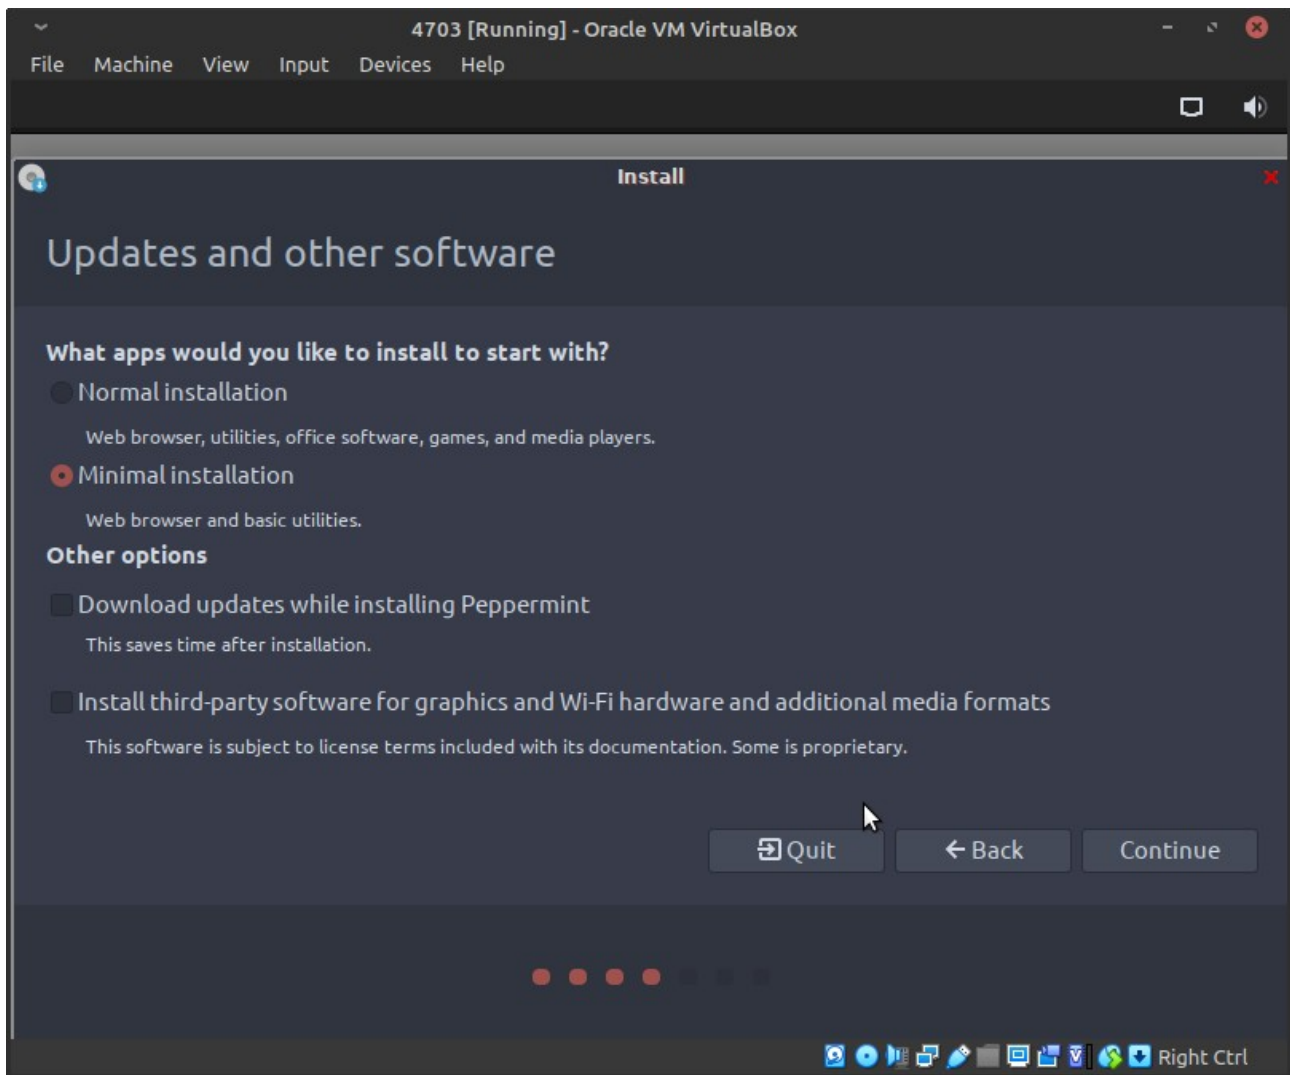 4703 [Running] - Oracle VM VirtualBox
File Machine View Input Devices Help
Install
Updates and other software
What apps would you like to install to start with?
Normal installation
Web browser, utilities, office software, games, and media players.
Minimal installation
Web browser and basic utilities.
Other options
Download updates while installing Peppermint
This saves time after installation.
Install third-party software for graphics and Wi-Fi hardware and additional media formats
This software is subject to license terms included with its documentation. Some is proprietary.
Quit Back Continue
Right Ctrl